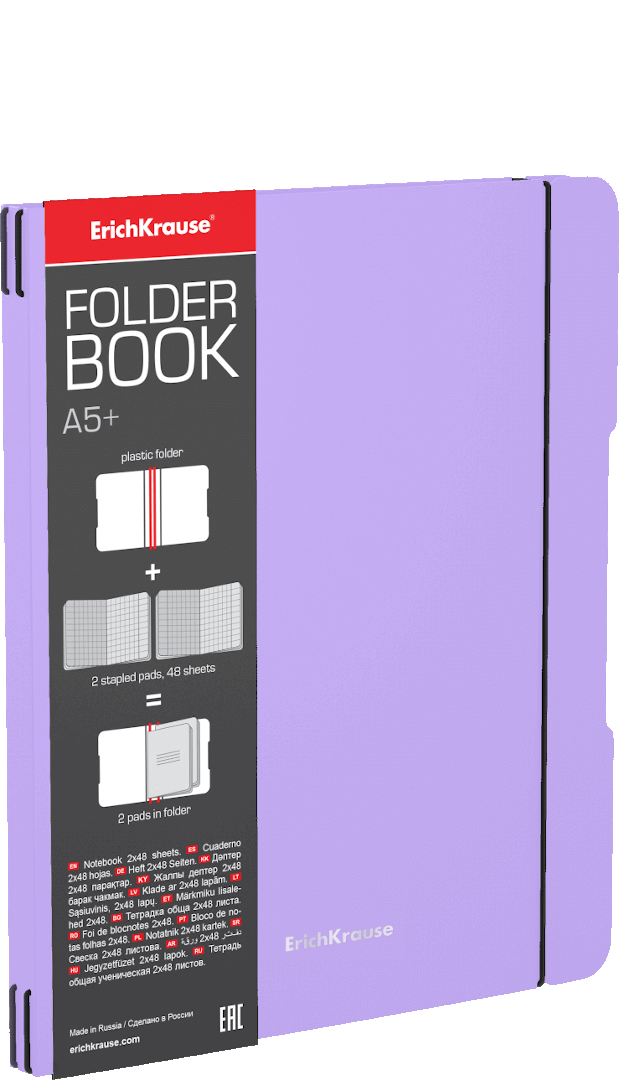 ErichKrause®
FOLDER
BOOK
A5+
plastic folder
+
2 stapled pads, 48 sheets
=
2 pads in folder
EN Notebook 2x48 sheets. ES Cuaderno
2x48 hojas. DE Heft 2x48 Seiten. KK Дәптер
2x48 парақтар. KY Жалпы дептер 2x48
барак чакмак. LV Klade ar 2x48 lapām. LT
Sąsiuvinis, 2x48 lapų. ET Märkmiku lisale-
hed 2x48. BG Тетрадка обща 2x48 листа.
RO Foi de blocnotes 2x48. PT Bloco de no-
tas folhas 2x48. PL Notatnik 2x48 kartek. SR
Свеска 2x48 листова. AR دفتر 2x48 ورقة
HU Jegyzetfüzet 2x48 lapok. RU Тетрадь
общая ученическая 2x48 листов.
Made in Russia / Сделано в России
erichkrause.com
EAC
ErichKrause